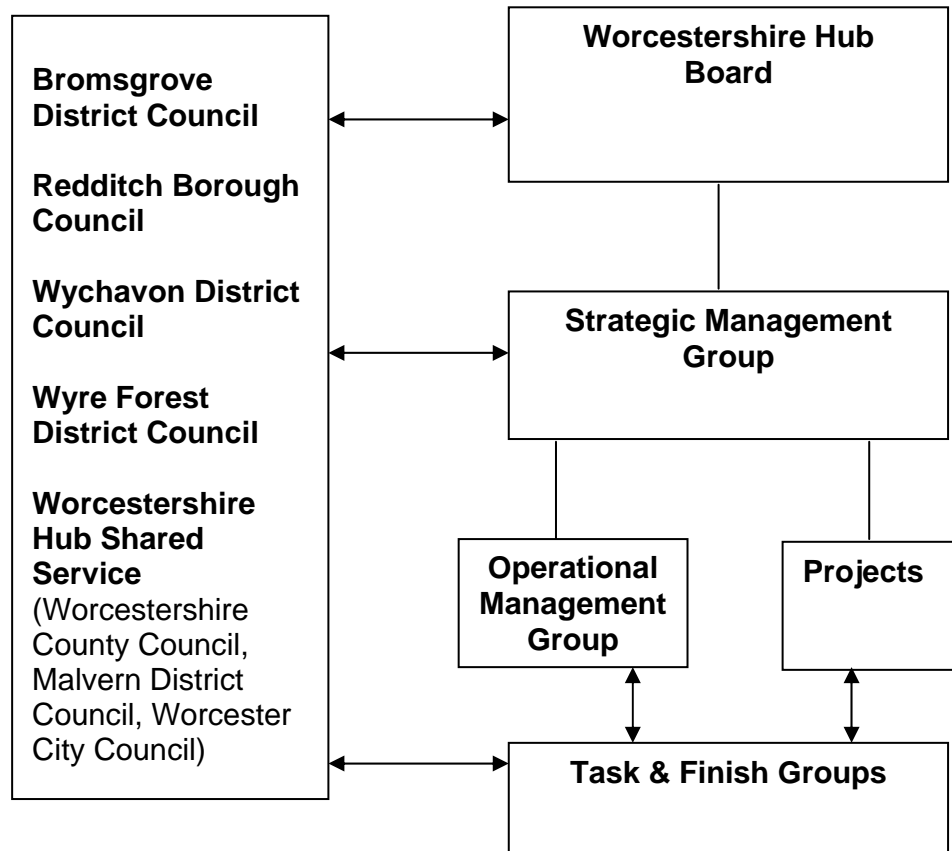 Bromsgrove
District Council
Redditch Borough
Council
Wychavon District
Council
Wyre Forest
District Council
Worcestershire
Hub Shared
Service
(Worcestershire
County Council,
Malvern District
Council, Worcester
City Council)
Worcestershire Hub
Board
Strategic Management
Group
Operational
Management
Group
Projects
Task & Finish Groups